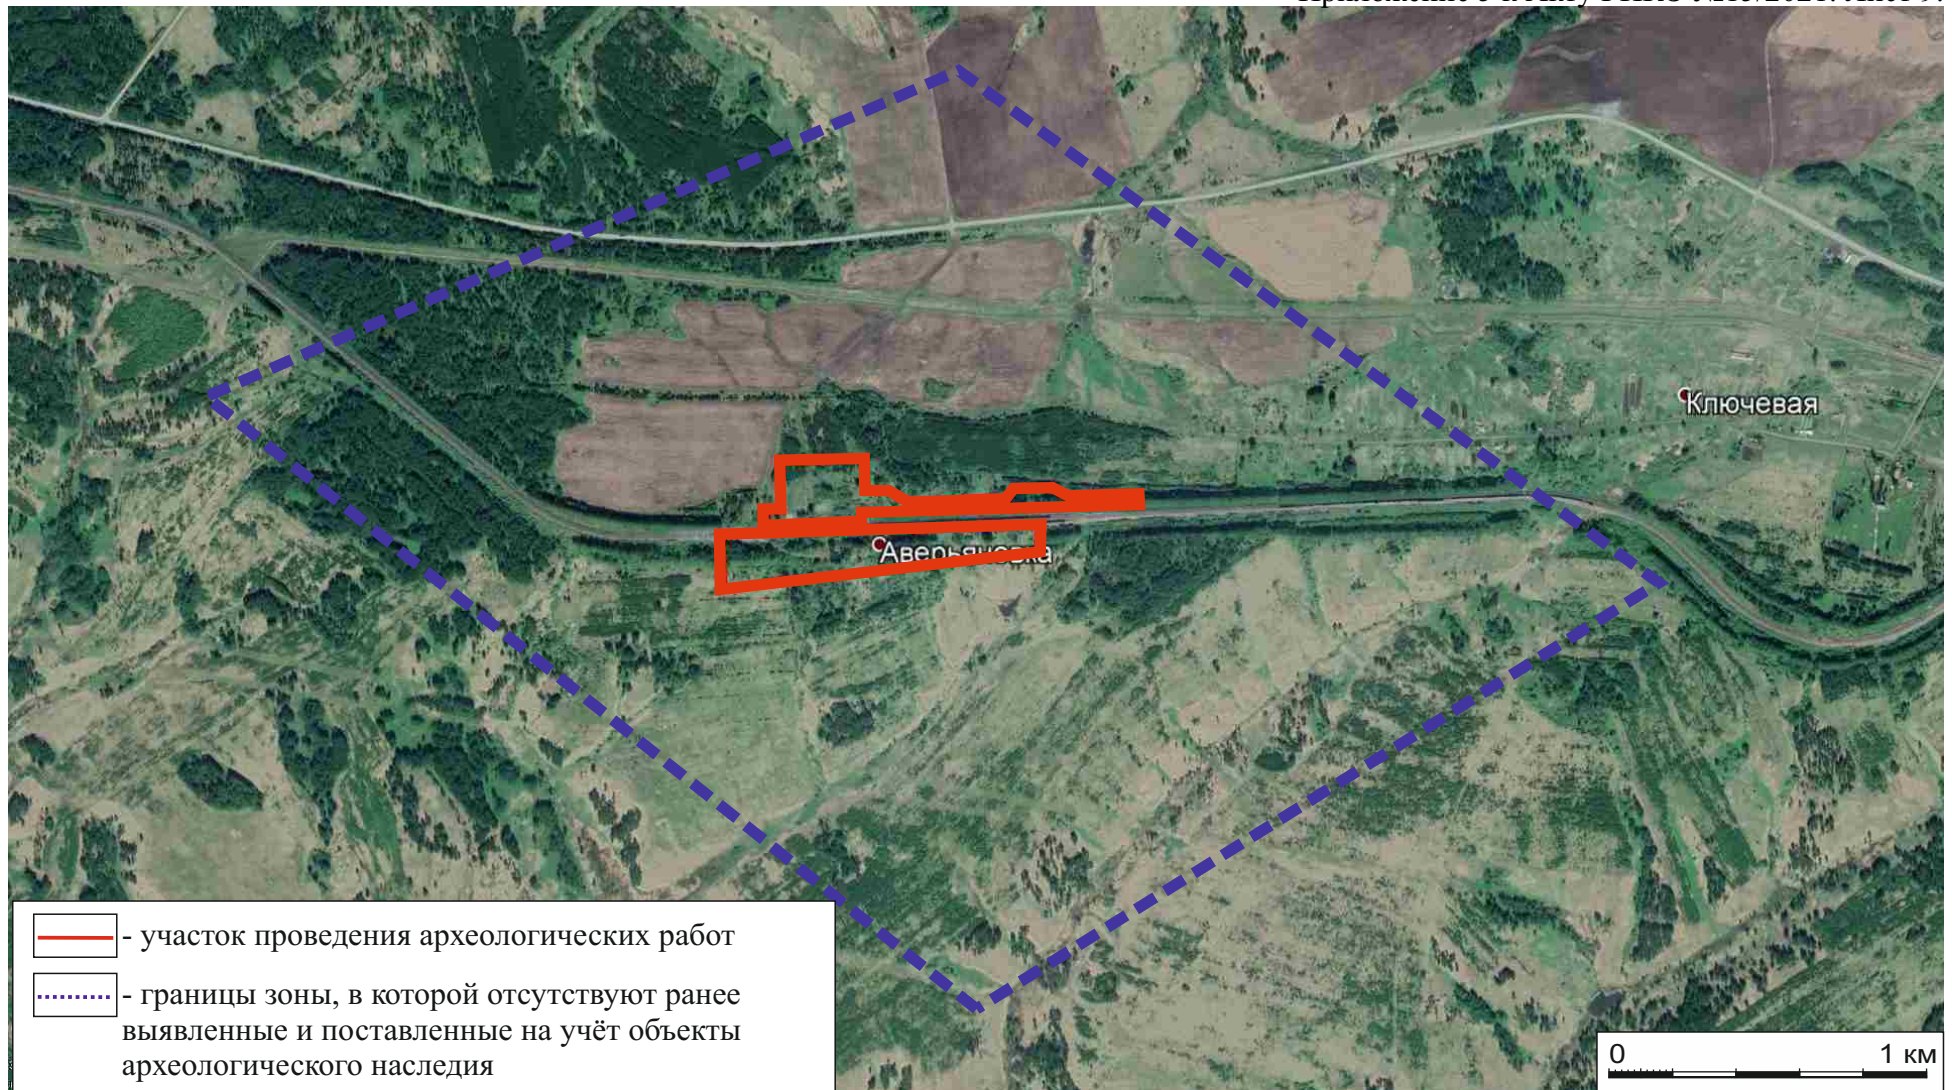 Ключевая
Аверьяновка
- участок проведения археологических работ
- границы зоны, в которой отсутствуют ранее
выявленные и поставленные на учёт объекты
археологического наследия
0 1 км